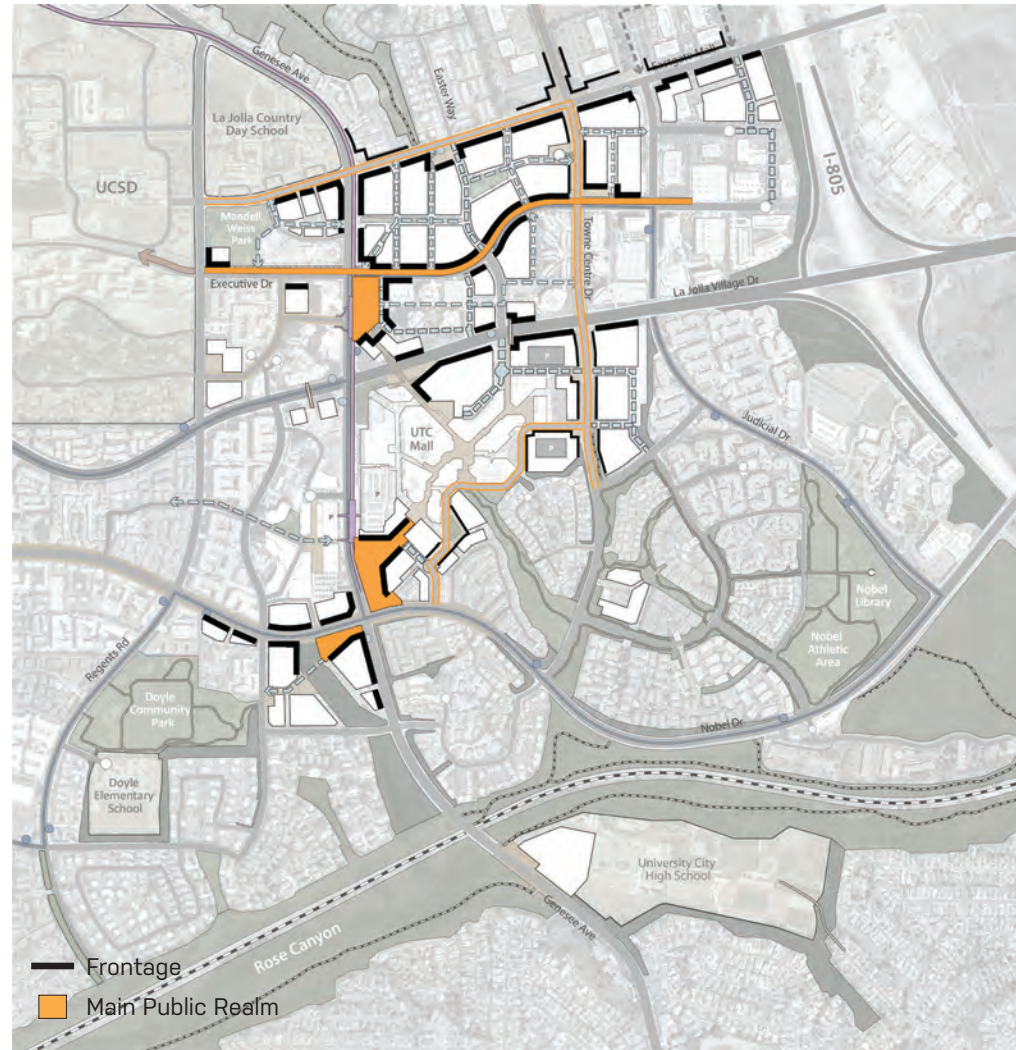 Genesee Ave
Easter Way
Eastgate Mall
La Jolla Country
Day School
UCSD
I-805
Mandell
Weiss
Park
Towne Centre Dr
Executive Dr
La Jolla Village Dr
P
UTC
Mall
Judicial Dr
P
P
P
Nobel
Library
Regents Rd
Nobel
Athletic
Area
Doyle
Community
Park
Nobel Dr
Doyle
Elementary
School
University City
High School
Genesee Ave
Rose Canyon
Frontage
Main Public Realm